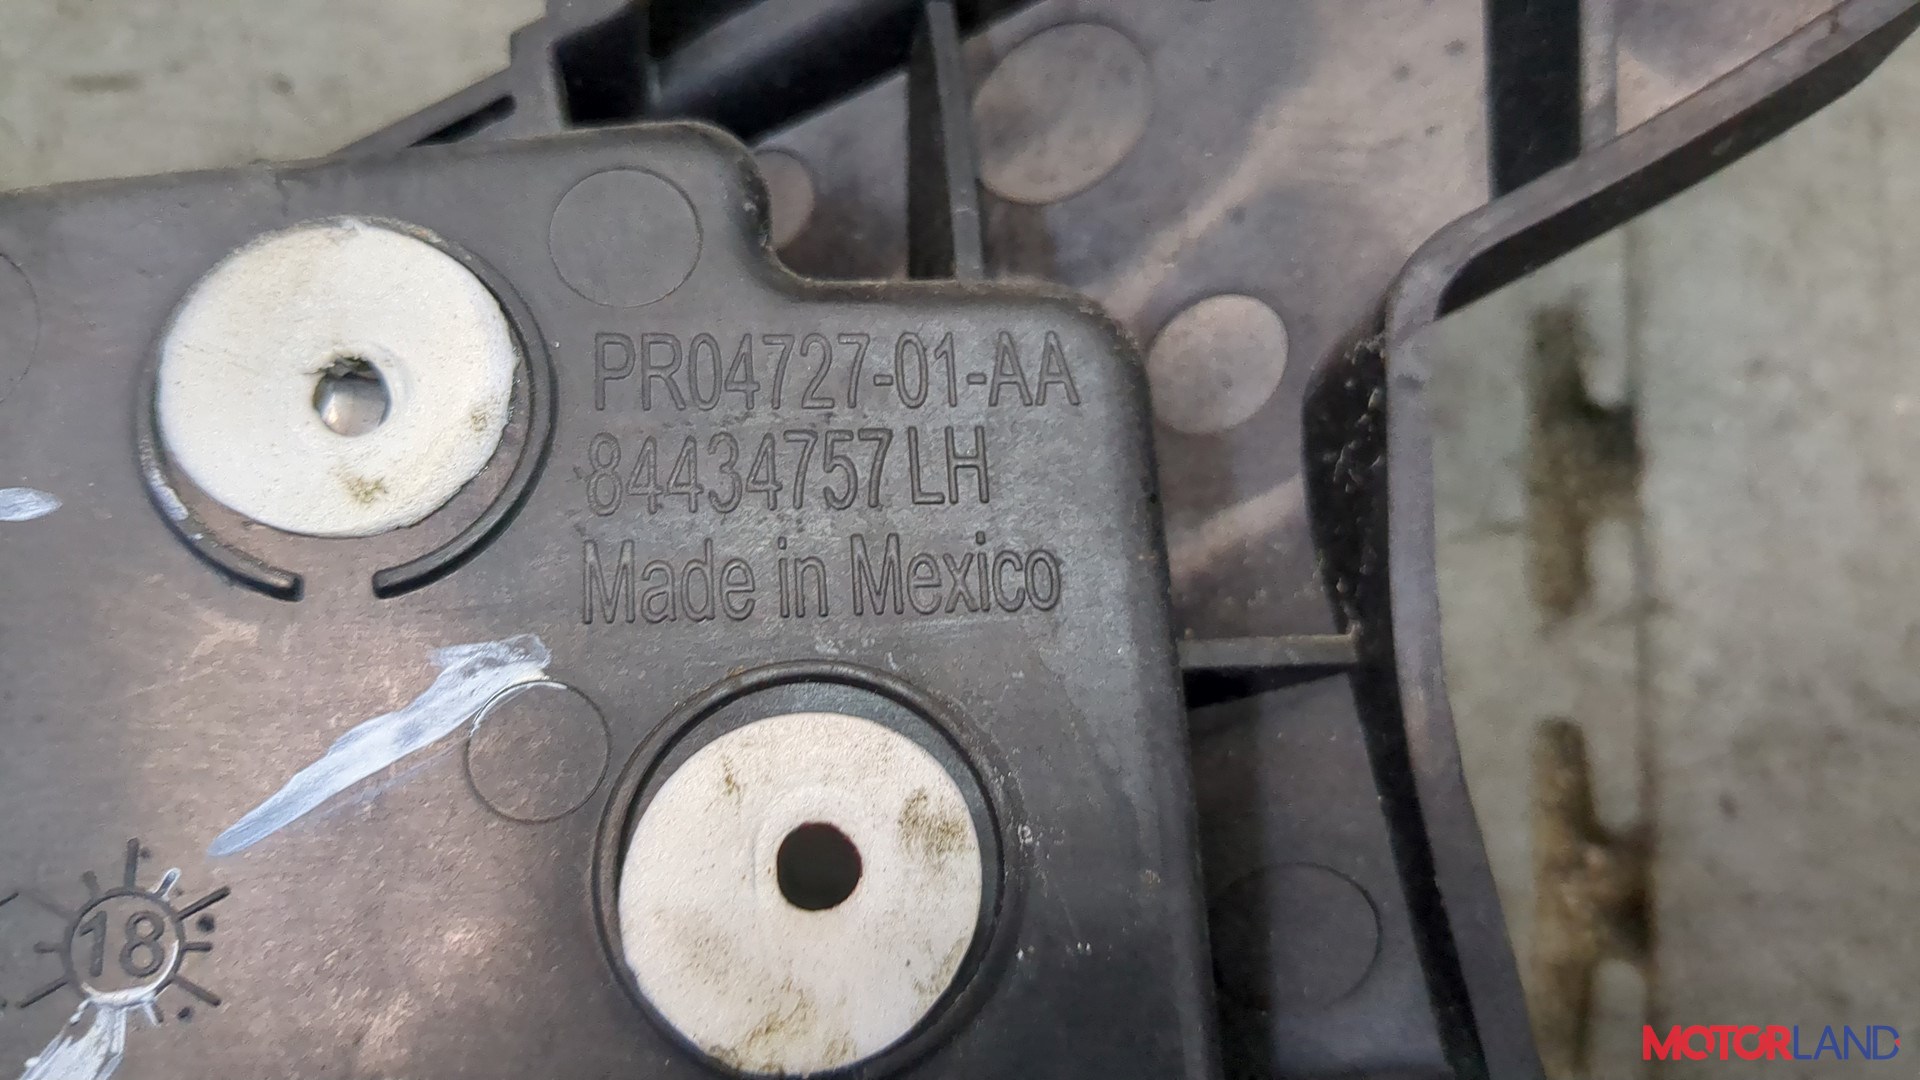 PR04727-01-AA
84434757 LH
Made in Mexico
18
MOTORLAND